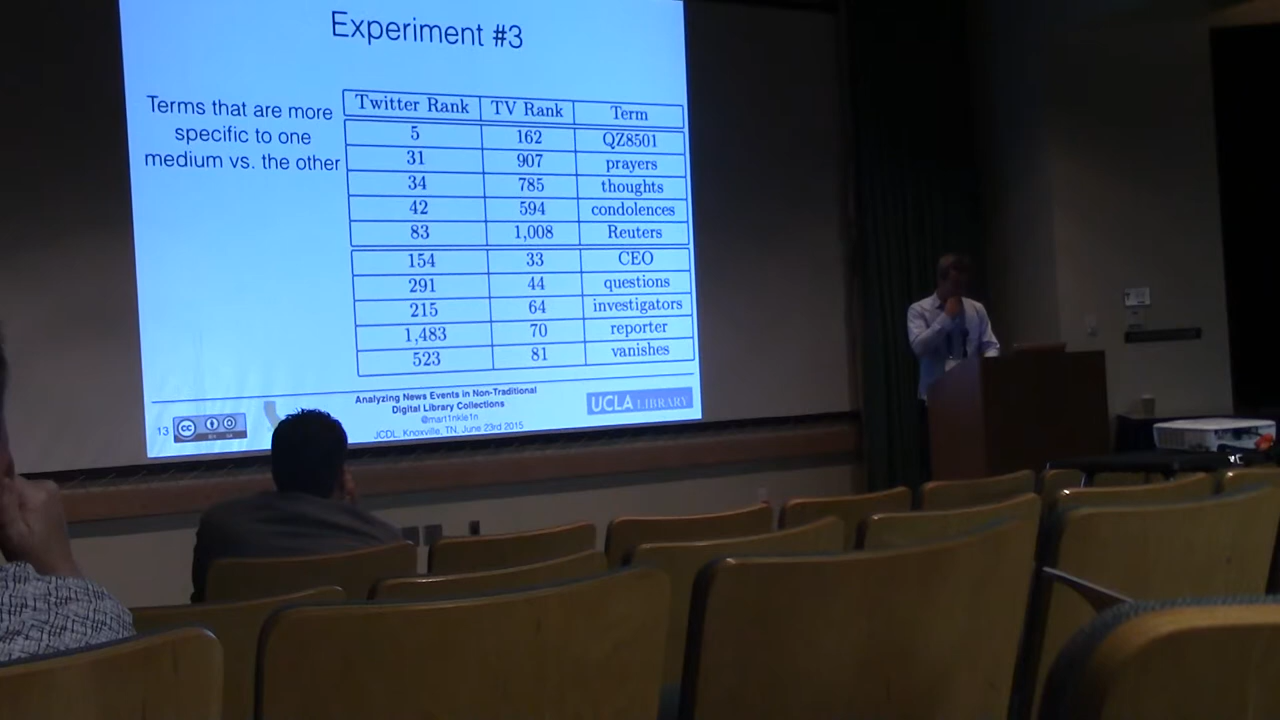 Experiment #3
Terms that are more
specific to one
medium vs. the other
Twitter Rank TV Rank Term
5 162 QZ8501
31 907 prayers
34 785 thoughts
42 594 condolences
83 1,008 Reuters
154 33 CEO
291 44 questions
215 64 investigators
1,483 70 reporter
523 81 vanishes
Analyzing News Events in Non-Traditional
Digital Library Collections
@mart1nkle1n
JCDL, Knoxville, TN, June 23rd 2015
13
cc
BY SA
UCLA LIBRARY